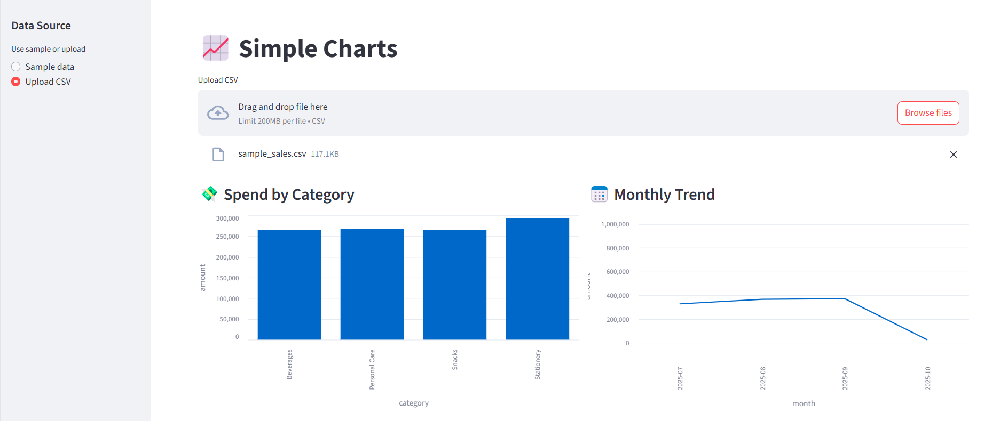 Data Source
Use sample or upload
Sample data
Upload CSV
Simple Charts
Upload CSV
Drag and drop file here
Limit 200MB per file • CSV
Browse files
sample_sales.csv 117.1KB
Spend by Category
300,000
250,000
200,000
150,000
100,000
50,000
0
amount
Beverages
Personal Care
Snacks
Stationery
category
Monthly Trend
1,000,000
800,000
600,000
400,000
200,000
0
amount
2025-07
2025-08
2025-09
2025-10
month